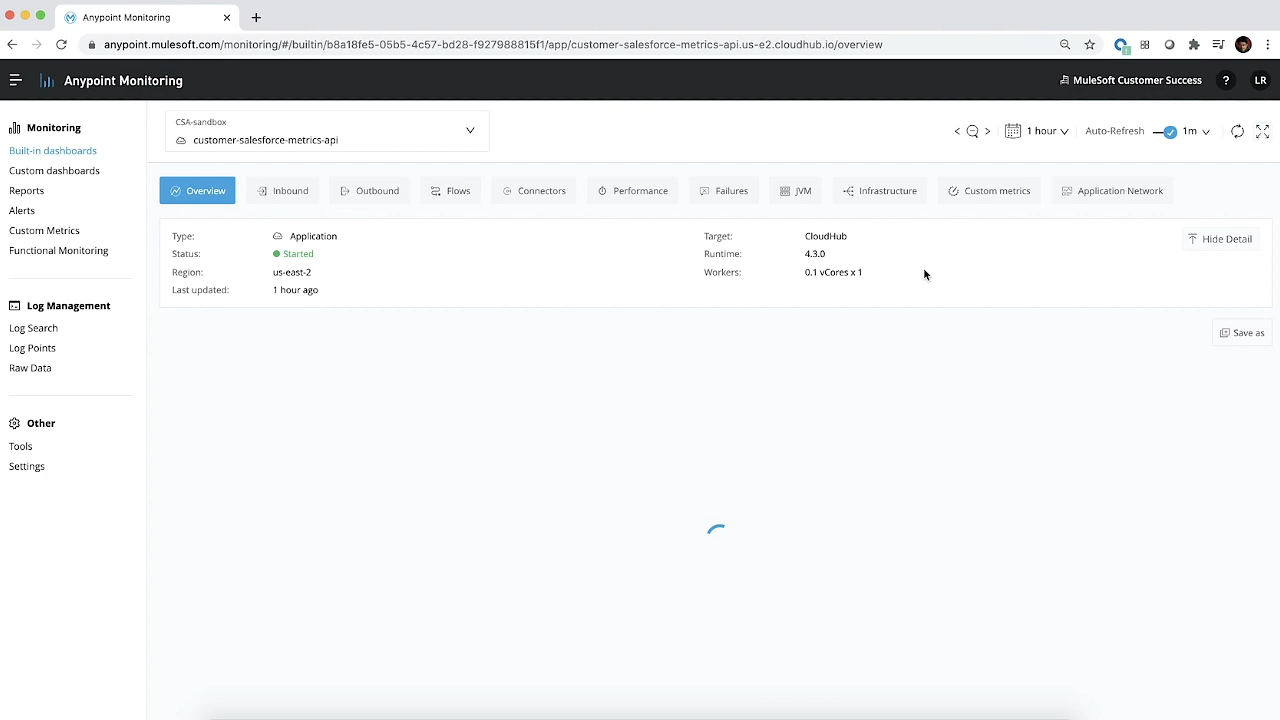 Anypoint Monitoring
anypoint.mulesoft.com/monitoring/#/builtin/b8a18fe5-05b5-4c57-bd28-f927988815f1/app/customer-salesforce-metrics-api.us-e2.cloudhub.io/overview
Anypoint Monitoring
MuleSoft Customer Success
?
LR
Monitoring
Built-in dashboards
Custom dashboards
Reports
Alerts
Custom Metrics
Functional Monitoring
Log Management
Log Search
Log Points
Raw Data
Other
Tools
Settings
CSA-sandbox
customer-salesforce-metrics-api
1 hour
Auto-Refresh
1m
Overview
Inbound
Outbound
Flows
Connectors
Performance
Failures
JVM
Infrastructure
Custom metrics
Application Network
Type: Application
Status: Started
Region: us-east-2
Last updated: 1 hour ago
Target: CloudHub
Runtime: 4.3.0
Workers: 0.1 vCores x 1
Hide Detail
Save as